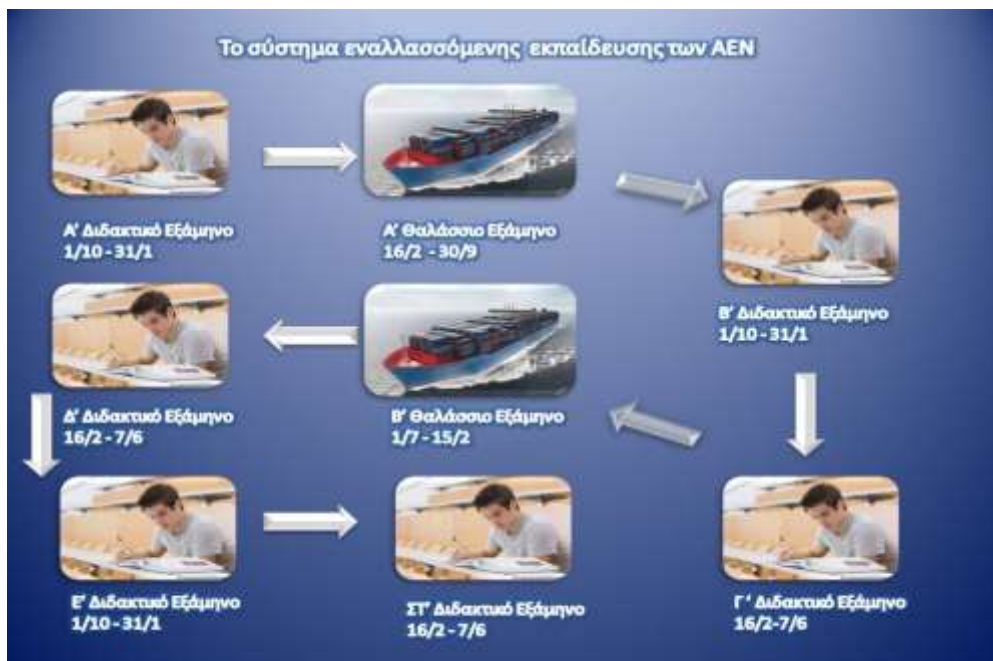 Το σύστημα εναλλασσόμενης εκπαίδευσης των ΑΕΝ
Α' Διδακτικό Εξάμηνο
1/10 - 31/1
Α' Θαλάσσιο Εξάμηνο
16/2 - 30/9
Β' Διδακτικό Εξάμηνο
1/10 - 31/1
Δ' Διδακτικό Εξάμηνο
16/2 - 7/6
Β' Θαλάσσιο Εξάμηνο
1/7 - 15/2
Ε' Διδακτικό Εξάμηνο
1/10 - 31/1
ΣΤ' Διδακτικό Εξάμηνο
16/2 - 7/6
Γ ' Διδακτικό Εξάμηνο
16/2-7/6